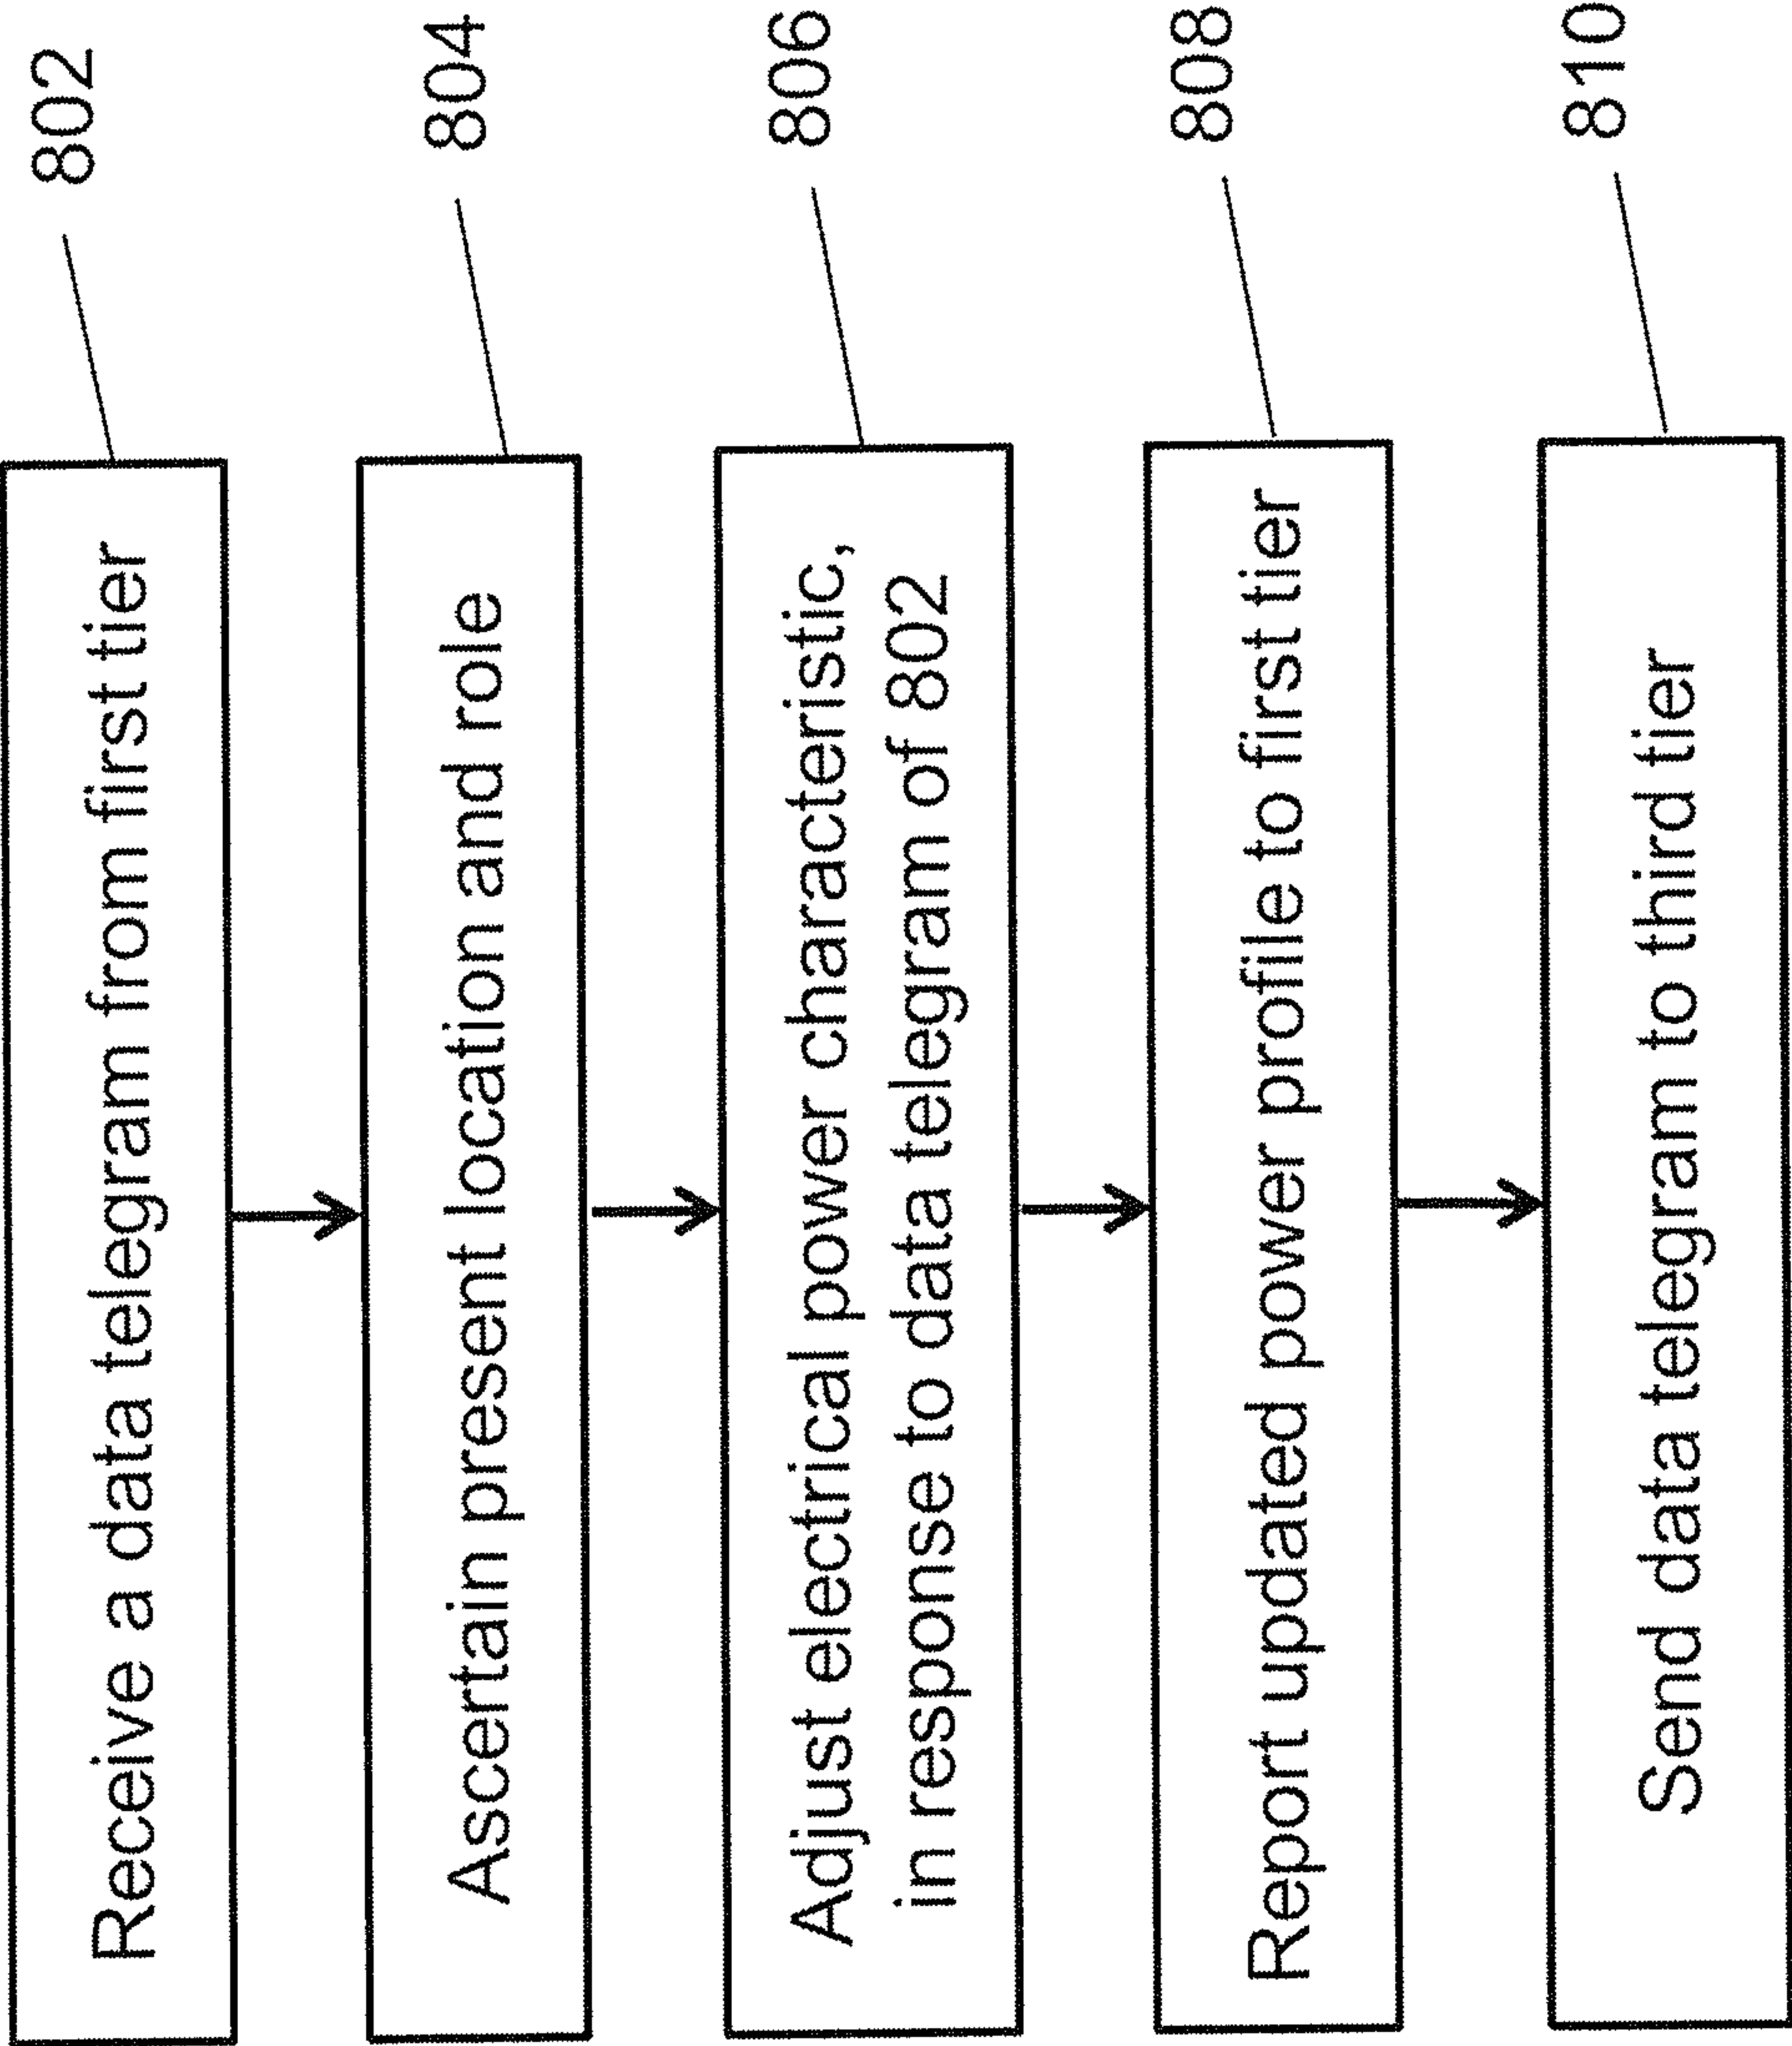 Receive a data telegram from first tier
802
Ascertain present location and role
804
Adjust electrical power characteristic,
in response to data telegram of 802
806
Report updated power profile to first tier
808
Send data telegram to third tier
810